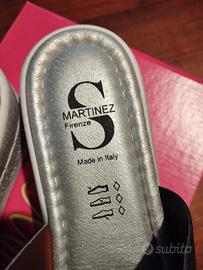 S
MARTINEZ
Firenze
Made in Italy
subito